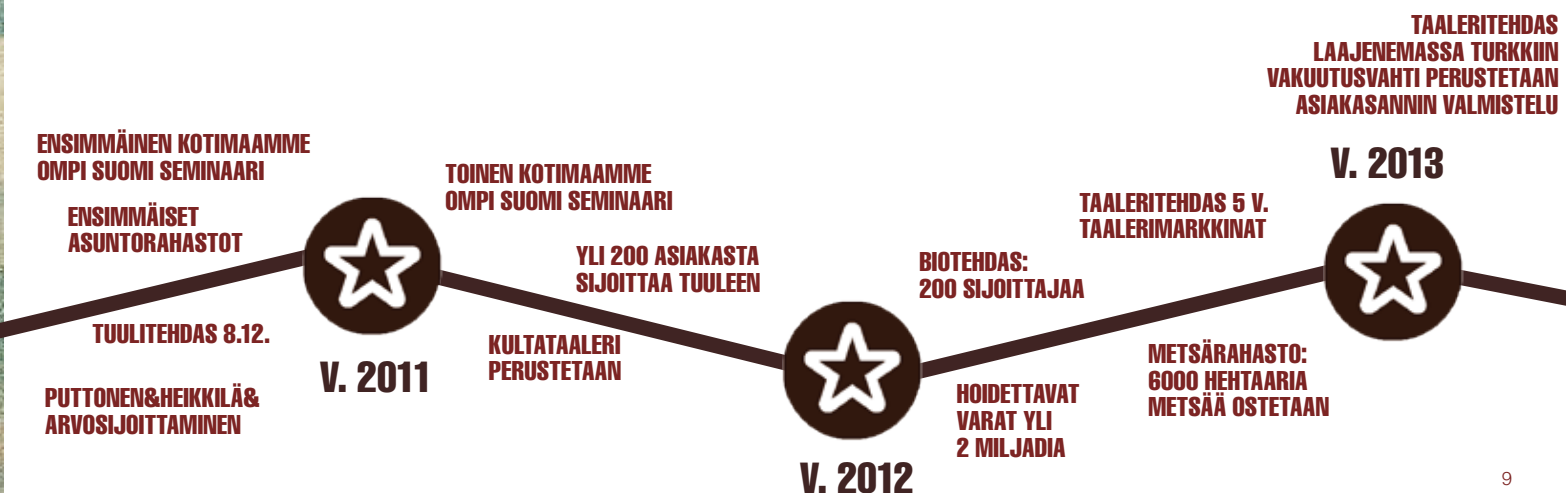 ENSIMMÄINEN KOTIMAAMME
OMPI SUOMI SEMINAARI
ENSIMMÄISET
ASUNTORAHASTOT
TUULITEHDAS 8.12.
PUTTONEN&HEIKKILÄ&
ARVOSIJOITTAMINEN
V. 2011
TOINEN KOTIMAAMME
OMPI SUOMI SEMINAARI
YLI 200 ASIAKASTA
SIJOITTAA TUULEEN
KULTATAALERI
PERUSTETAAN
V. 2012
BIOTEHDAS:
200 SIJOITTAJAA
HOIDETTAVAT
VARAT YLI
2 MILJADIA
TAALERITEHDAS 5 V.
TAALERIMARKKINAT
METSÄRAHASTO:
6000 HEHTAARIA
METSÄÄ OSTETAAN
TAALERITEHDAS
LAAJENEMASSA TURKKIIN
VAKUUTUSVAHTI PERUSTETAAN
ASIAKASANNIN VALMISTELU
V. 2013
9